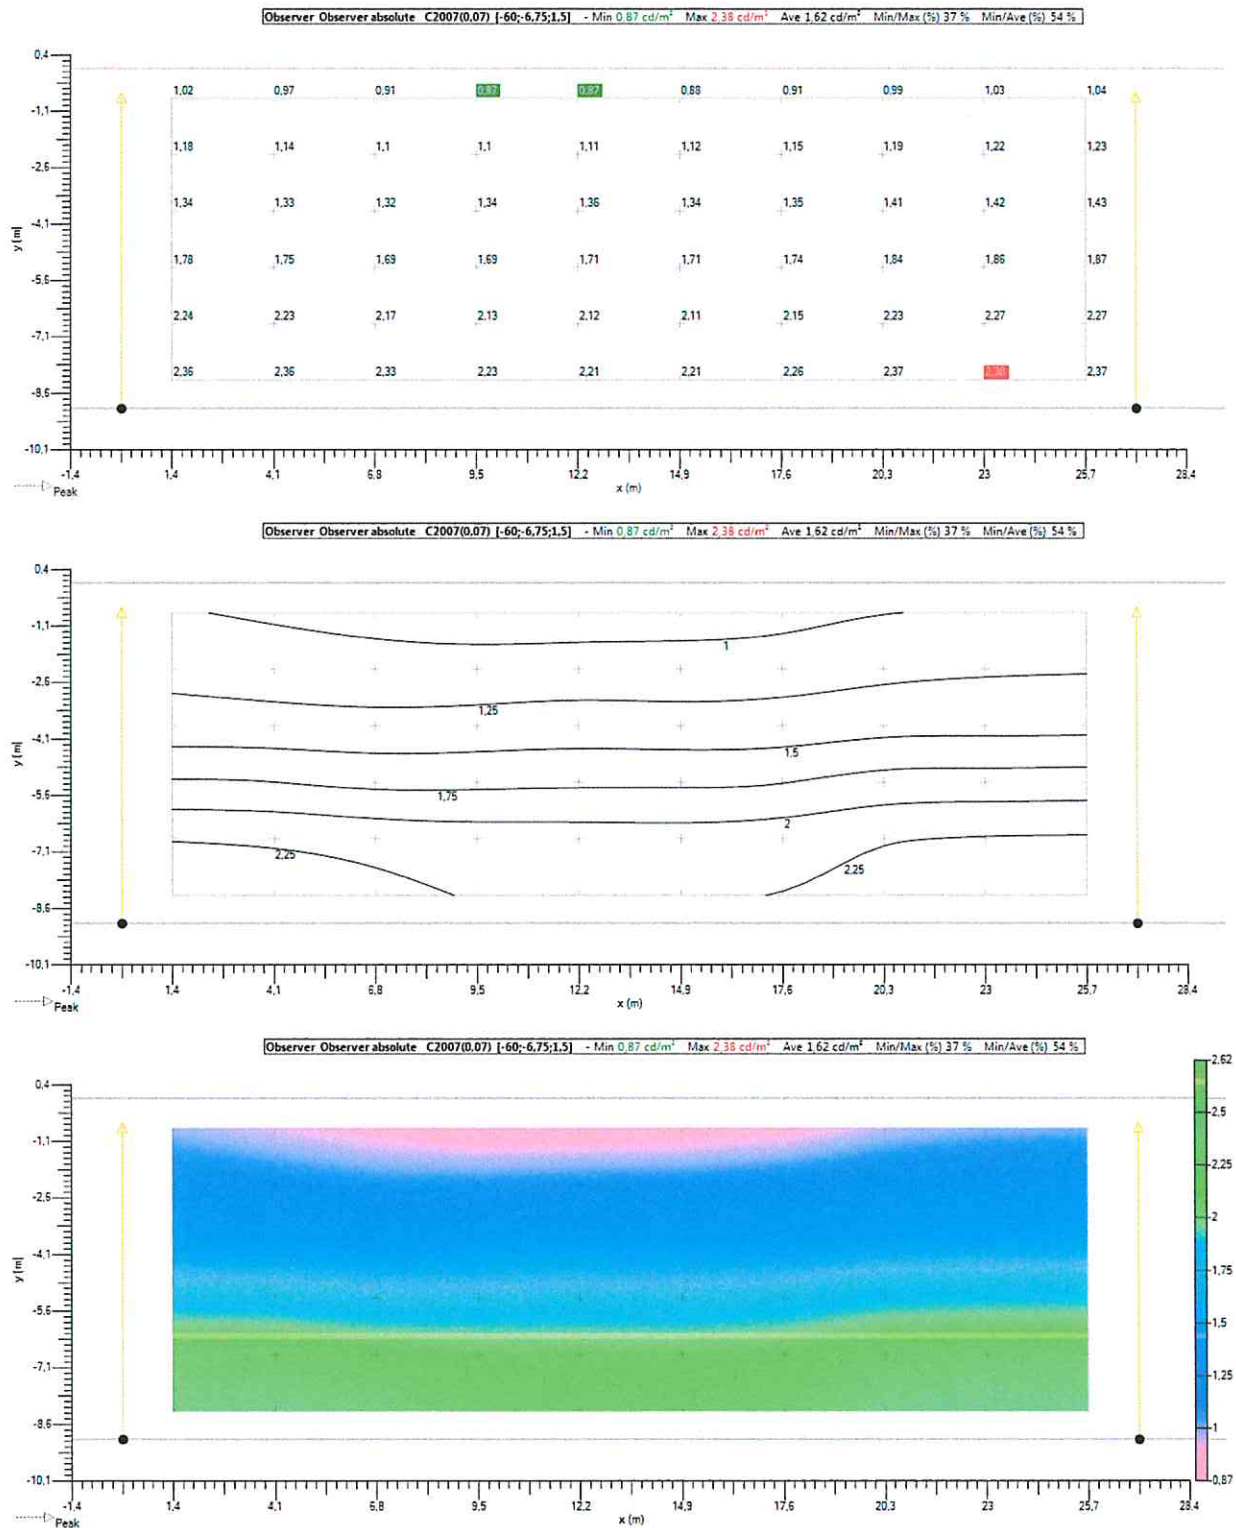 Observer Observer absolute C2007(0,07) [-60;-6,75;1,5] - Min 0,87 cd/m² Max 2,38 cd/m² Ave 1,62 cd/m² Min/Max (%) 37 % Min/Ave (%) 54 %
0,4
1,02 0,97 0,91 0,87 0,87 0,88 0,91 0,99 1,03 1,04
-1,1
1,18 1,14 1,1 1,1 1,11 1,12 1,15 1,19 1,22 1,23
-2,6
1,34 1,33 1,32 1,34 1,36 1,34 1,35 1,41 1,42 1,43
-4,1
y [m]
1,78 1,75 1,69 1,69 1,71 1,71 1,74 1,84 1,86 1,87
-5,6
2,24 2,23 2,17 2,13 2,12 2,11 2,15 2,23 2,27 2,27
-7,1
2,36 2,36 2,33 2,23 2,21 2,21 2,26 2,37 2,38 2,37
-8,6
-10,1
-1,4 1,4 4,1 6,8 9,5 12,2 14,9 17,6 20,3 23 25,7 28,4
x (m)
Peak
Observer Observer absolute C2007(0,07) [-60;-6,75;1,5] - Min 0,87 cd/m² Max 2,38 cd/m² Ave 1,62 cd/m² Min/Max (%) 37 % Min/Ave (%) 54 %
0,4
-1,1
1
-2,6
1,25
-4,1
y [m]
1,5
-5,6
1,75
2
-7,1
2,25 2,25
-8,6
-10,1
-1,4 1,4 4,1 6,8 9,5 12,2 14,9 17,6 20,3 23 25,7 28,4
x (m)
Peak
Observer Observer absolute C2007(0,07) [-60;-6,75;1,5] - Min 0,87 cd/m² Max 2,38 cd/m² Ave 1,62 cd/m² Min/Max (%) 37 % Min/Ave (%) 54 %
2,62
0,4
2,5
-1,1
2,25
-2,6
2
-4,1
y [m]
1,75
-5,6
1,5
-7,1
1,25
-8,6
1
-10,1
0,87
-1,4 1,4 4,1 6,8 9,5 12,2 14,9 17,6 20,3 23 25,7 28,4
x (m)
Peak